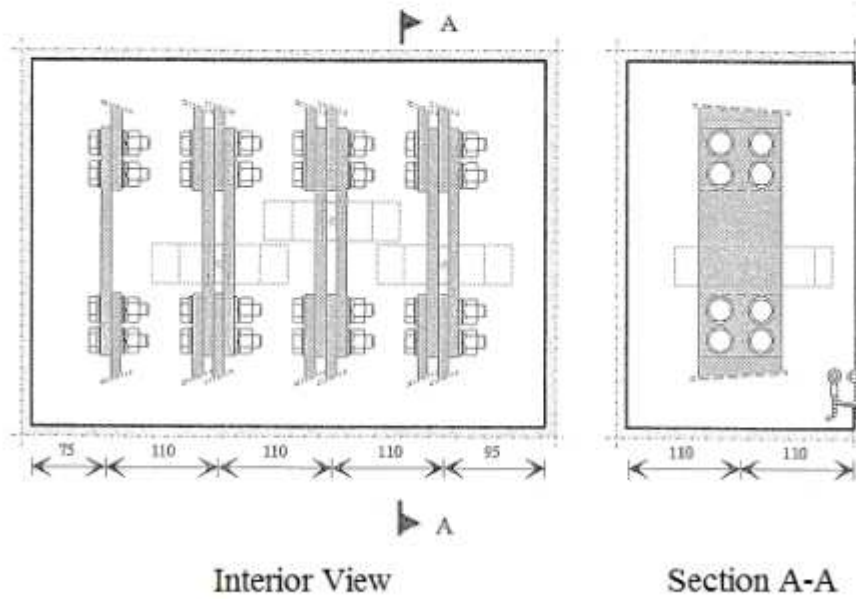 A
75 110 110 110 95
110 110
A
Interior View
Section A-A